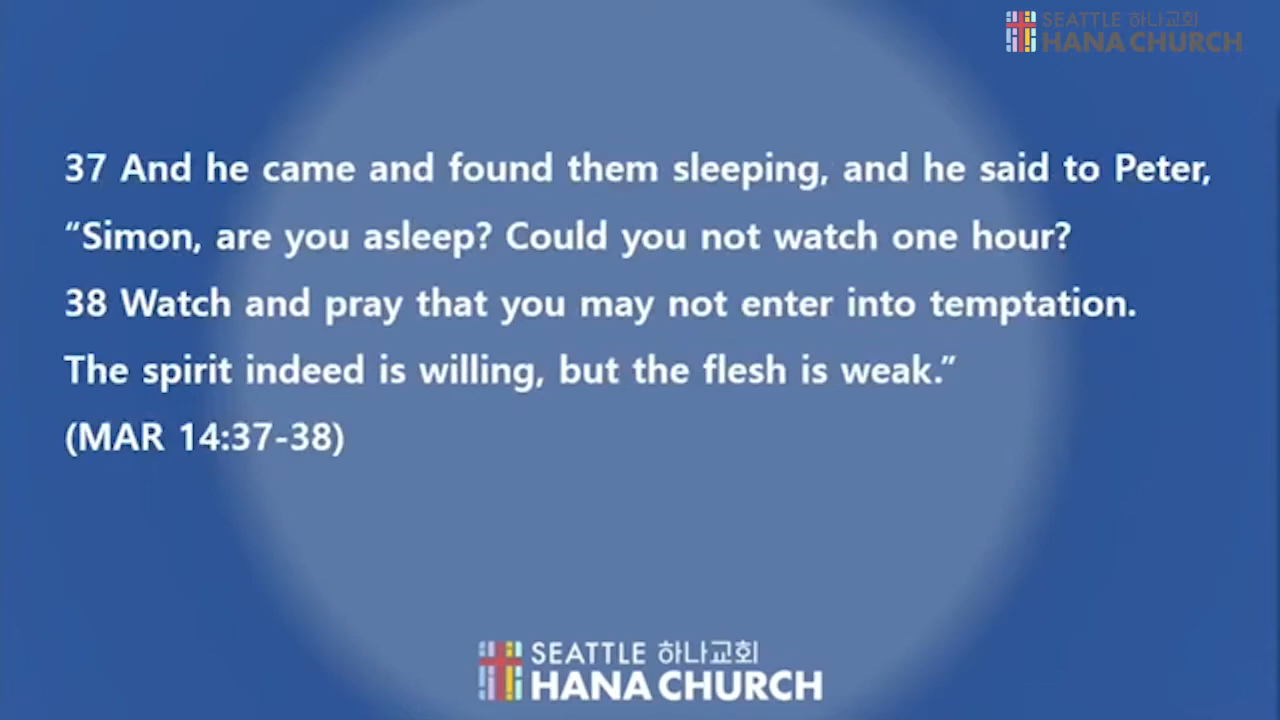 SEATTLE 하나교회
HANA CHURCH
37 And he came and found them sleeping, and he said to Peter,
“Simon, are you asleep? Could you not watch one hour?
38 Watch and pray that you may not enter into temptation.
The spirit indeed is willing, but the flesh is weak.”
(MAR 14:37-38)
SEATTLE 하나교회
HANA CHURCH